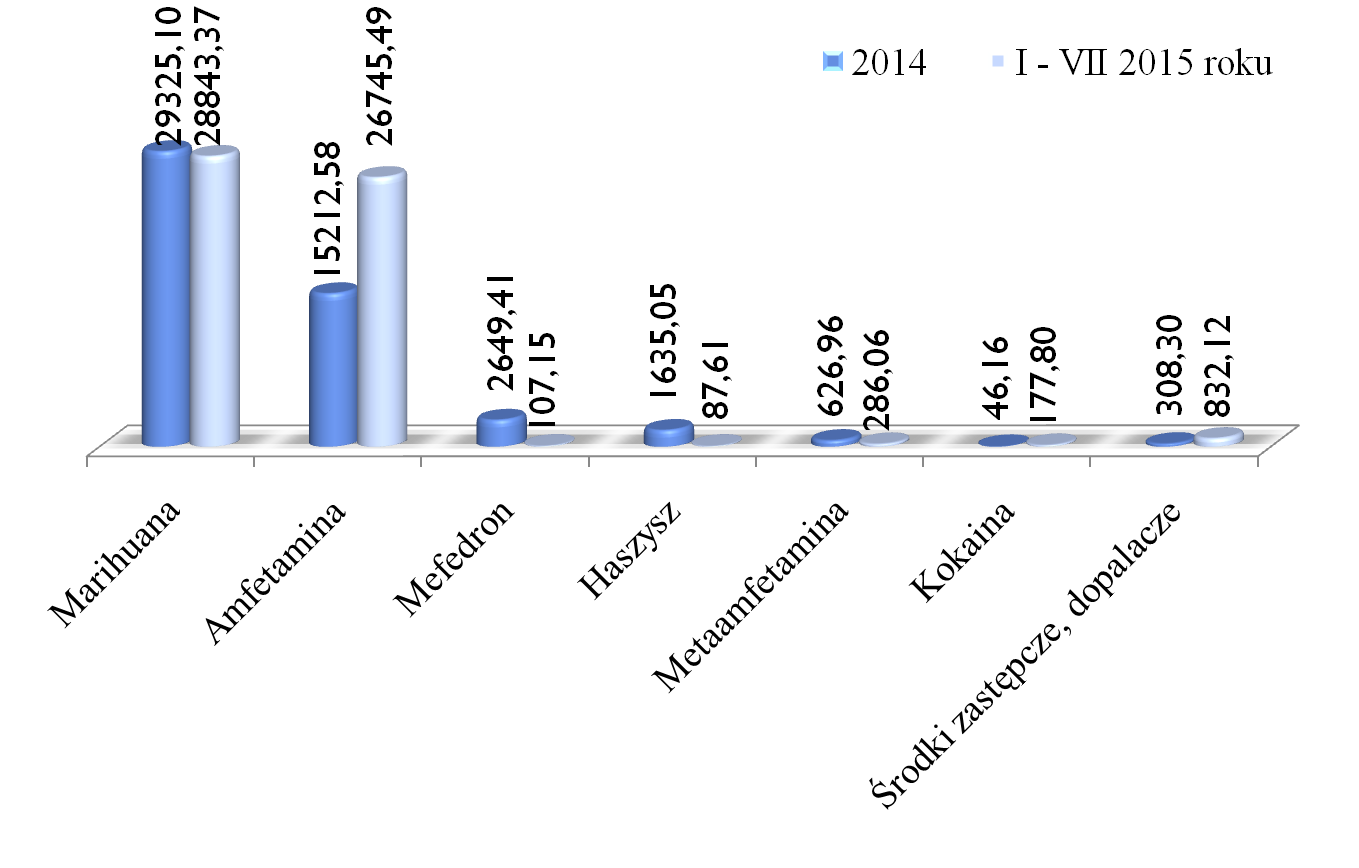 2014
I - VII 2015 roku
29325,10
28843,37
15212,58
26745,49
2649,41
107,15
1635,05
87,61
626,96
286,06
46,16
177,80
308,30
832,12
Marihuana
Amfetamina
Mefedron
Haszysz
Metaamfetamina
Kokaina
Środki zastępcze, dopalacze